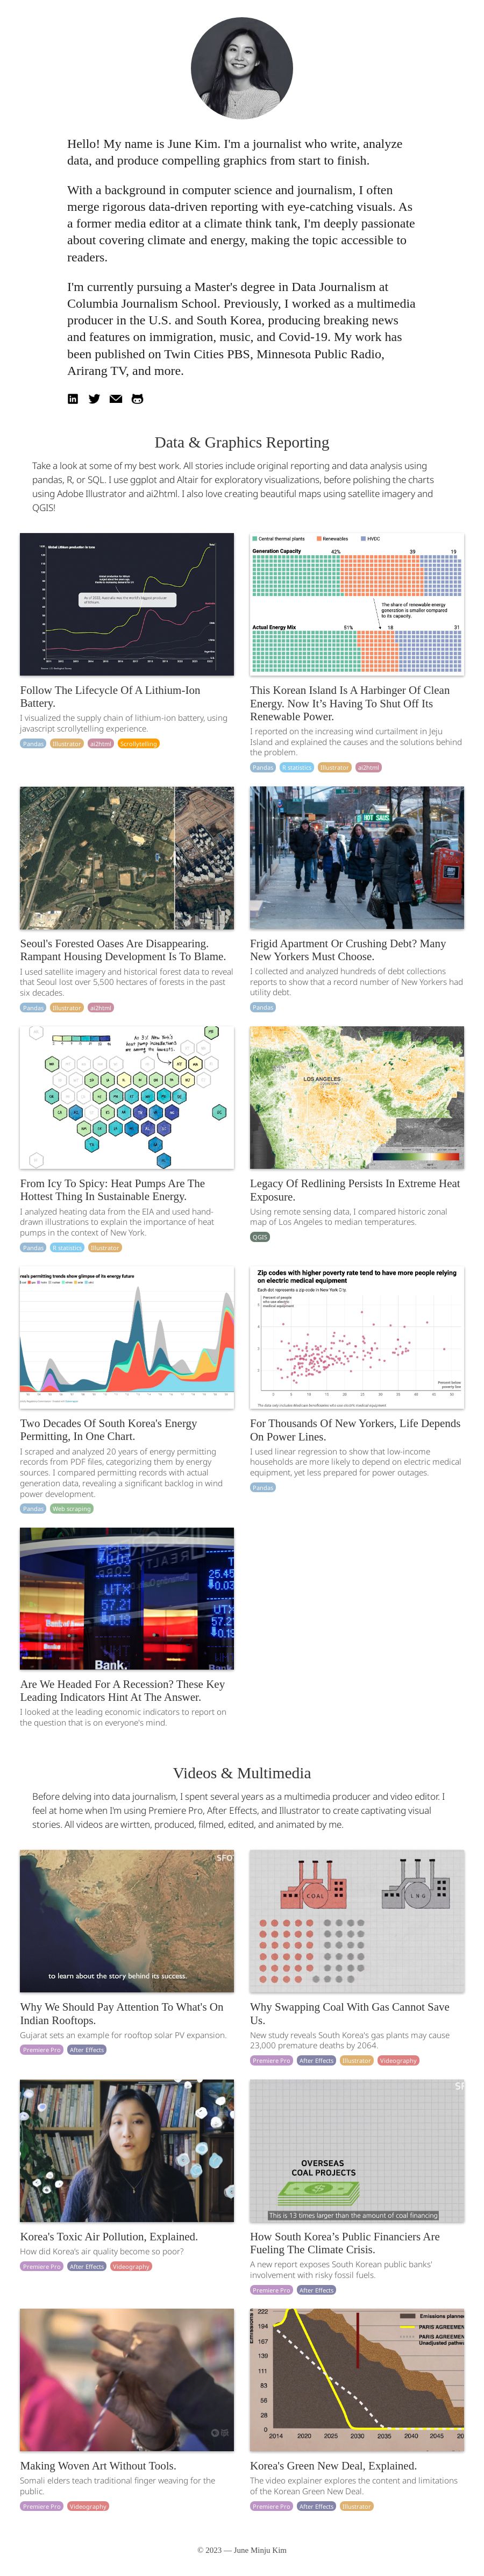 Hello! My name is June Kim. I'm a journalist who write, analyze
data, and produce compelling graphics from start to finish.
With a background in computer science and journalism, I often
merge rigorous data-driven reporting with eye-catching visuals. As
a former media editor at a climate think tank, I'm deeply passionate
about covering climate and energy, making the topic accessible to
readers.
I'm currently pursuing a Master's degree in Data Journalism at
Columbia Journalism School. Previously, I worked as a multimedia
producer in the U.S. and South Korea, producing breaking news
and features on immigration, music, and Covid-19. My work has
been published on Twin Cities PBS, Minnesota Public Radio,
Arirang TV, and more.
Data & Graphics Reporting
Take a look at some of my best work. All stories include original reporting and data analysis using
pandas, R, or SQL. I use ggplot and Altair for exploratory visualizations, before polishing the charts
using Adobe Illustrator and ai2html. I also love creating beautiful maps using satellite imagery and
QGIS!
Global Lithium production in tons
Central thermal plants Renewables HVDC
Generation Capacity 42% 39 19
The share of renewable
energy generation
is smaller compared
to its capacity.
Actual Energy Mix 51% 18 31
Follow The Lifecycle Of A Lithium-Ion
Battery.
I visualized the supply chain of lithium-ion battery, using
javascript scrollytelling experience.
Pandas Illustrator ai2html Scrollytelling
This Korean Island Is A Harbinger Of Clean
Energy. Now It's Having To Shut Off Its
Renewable Power.
I reported on the increasing wind curtailment in Jeju
Island and explained the causes and the solutions behind
the problem.
Pandas R statistics Illustrator ai2html
Seoul's Forested Oases Are Disappearing.
Rampant Housing Development Is To Blame.
I used satellite imagery and historical forest data to reveal
that Seoul lost over 5,500 hectares of forests in the past
six decades.
Pandas Illustrator ai2html
Frigid Apartment Or Crushing Debt? Many
New Yorkers Must Choose.
I collected and analyzed hundreds of debt collections
reports to show that a record number of New Yorkers had
utility debt.
Pandas
LOS ANGELES
From Icy To Spicy: Heat Pumps Are The
Hottest Thing In Sustainable Energy.
I analyzed heating data from the EIA and used hand-
drawn illustrations to explain the importance of heat
pumps in the context of New York.
Pandas R statistics Illustrator
Legacy Of Redlining Persists In Extreme Heat
Exposure.
Using remote sensing data, I compared historic zonal
map of Los Angeles to median temperatures.
QGIS
rea's permitting trends show glimpse of its energy future
Zip codes with higher poverty rate tend to have more people relying
on electric medical equipment
Each dot represents a zip code in New York City.
Percent of people
who use electric
medical equipment
Percent below
poverty line
Two Decades Of South Korea's Energy
Permitting, In One Chart.
I scraped and analyzed 20 years of energy permitting
records from PDF files, categorizing them by energy
sources. I compared permitting records with actual
generation data, revealing a significant backlog in wind
power development.
Pandas Web scraping
For Thousands Of New Yorkers, Life Depends
On Power Lines.
I used linear regression to show that low-income
households are more likely to depend on electric medical
equipment, yet less prepared for power outages.
Pandas
UTX
57.21
+0.19
Bank.
Are We Headed For A Recession? These Key
Leading Indicators Hint At The Answer.
I looked at the leading economic indicators to report on
the question that is on everyone's mind.
Videos & Multimedia
Before delving into data journalism, I spent several years as a multimedia producer and video editor. I
feel at home when I'm using Premiere Pro, After Effects, and Illustrator to create captivating visual
stories. All videos are wirtten, produced, filmed, edited, and animated by me.
to learn about the story behind its success.
COAL LNG
Why We Should Pay Attention To What's On
Indian Rooftops.
Gujarat sets an example for rooftop solar PV expansion.
Premiere Pro After Effects
Why Swapping Coal With Gas Cannot Save
Us.
New study reveals South Korea's gas plants may cause
23,000 premature deaths by 2064.
Premiere Pro After Effects Illustrator Videography
OVERSEAS
COAL PROJECTS
This is 13 times larger than the amount of coal financing
Korea's Toxic Air Pollution, Explained.
How did Korea's air quality become so poor?
Premiere Pro After Effects Videography
How South Korea's Public Financiers Are
Fueling The Climate Crisis.
A new report exposes South Korean public banks'
involvement with risky fossil fuels.
Premiere Pro After Effects
222
194
167
139
111
83
56
28
0
2014 2020 2025 2030 2035 2040 2045
Emissions planned
PARIS AGREEMENT
PARIS AGREEMENT
Unadjusted pathway
Making Woven Art Without Tools.
Somali elders teach traditional finger weaving for the
public.
Premiere Pro Videography
Korea's Green New Deal, Explained.
The video explainer explores the content and limitations
of the Korean Green New Deal.
Premiere Pro After Effects Illustrator
© 2023 — June Minju Kim